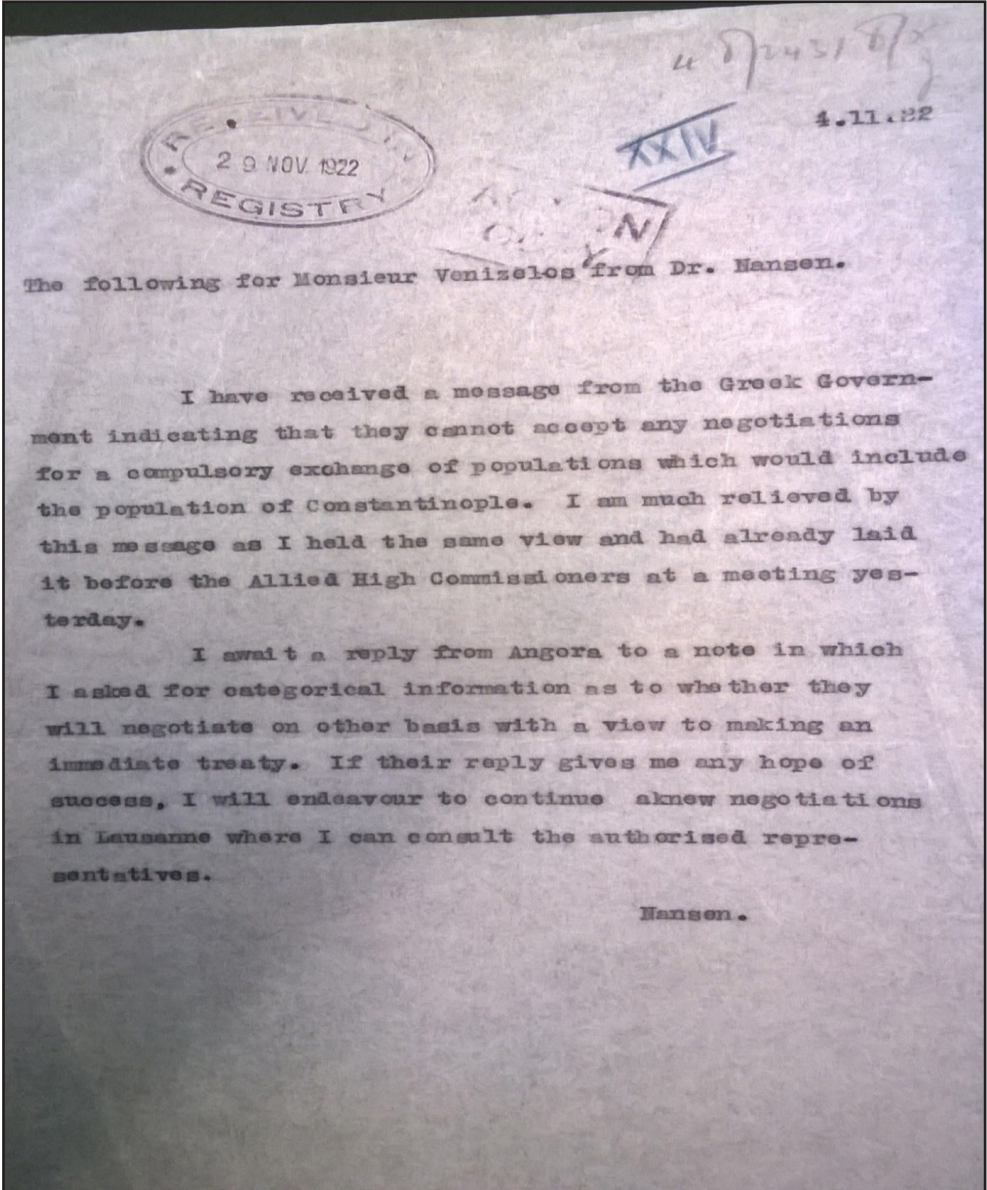 4.11.22
XXIV
RECEIVED IN
29 NOV. 1922
REGISTRY
The following for Monsieur Venizelos from Dr. Nansen.
I have received a message from the Greek Govern-
ment indicating that they cannot accept any negotiations
for a compulsory exchange of populations which would include
the population of Constantinople. I am much relieved by
this message as I held the same view and had already laid
it before the Allied High Commissioners at a meeting yes-
terday.
I await a reply from Angora to a note in which
I asked for categorical information as to whether they
will negotiate on other basis with a view to making an
immediate treaty. If their reply gives me any hope of
success, I will endeavour to continue aknew negotiations
in Lausanne where I can consult the authorised repre-
sentatives.
Nansen.